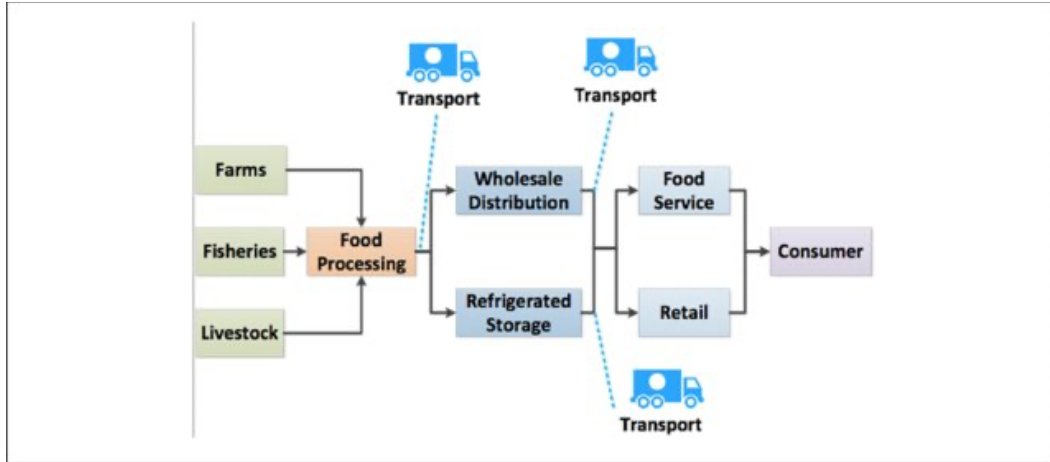 Transport
Transport
Farms
Wholesale
Distribution
Food
Service
Fisheries
Food
Processing
Consumer
Livestock
Refrigerated
Storage
Retail
Transport